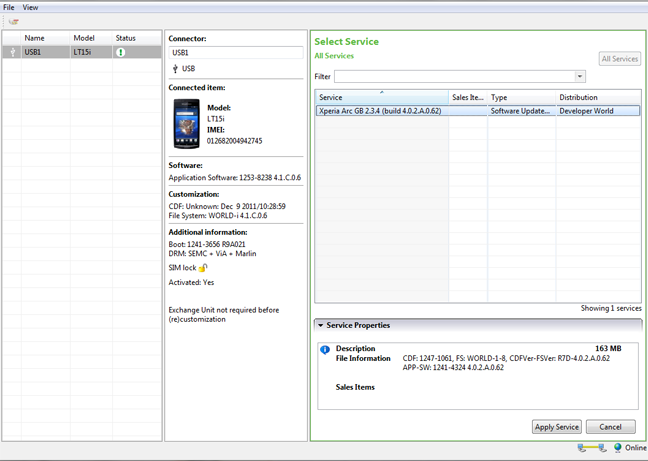 File View
Name Model Status
USB1 LT15i
Connector:
USB1
USB
Connected item:
Model:
LT15i
IMEI:
012682004942745
Software:
Application Software: 1253-8238 4.1.C.0.6
Customization:
CDF: Unknown: Dec 9 2011/10:28:59
File System: WORLD-i 4.1.C.0.6
Additional information:
Boot: 1241-3656 R9A021
DRM: SEMC + ViA + Marlin
SIM lock
Activated: Yes
Exchange Unit not required before
(re)customization
Select Service
All Services
All Services
Filter
Service Sales Ite... Type Distribution
Xperia Arc GB 2.3.4 (build 4.0.2.A.0.62) Software Update... Developer World
Showing 1 services
Service Properties
Description 163 MB
File Information CDF: 1247-1061, FS: WORLD-1-8, CDFVer-FSVer: R7D-4.0.2.A.0.62
APP-SW: 1241-4324 4.0.2.A.0.62
Sales Items
Apply Service Cancel
Online